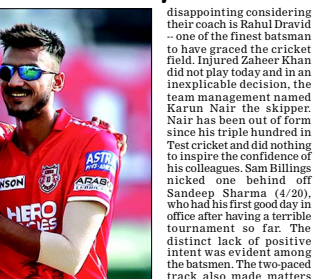 disappointing considering
their coach is Rahul Dravid
-- one of the finest batsman
to have graced the cricket
field. Injured Zaheer Khan
did not play today and in an
inexplicable decision, the
team management named
Karun Nair the skipper.
Nair has been out of form
since his triple hundred in
Test cricket and did nothing
to inspire the confidence of
his colleagues. Sam Billings
nicked one behind off
Sandeep Sharma (4/20),
who had his first good day in
office after having a terrible
tournament so far. The
distinct lack of positive
intent was evident among
the batsmen. The two-paced
track also made matters
ASTRA
PIPES
NSON
HERO